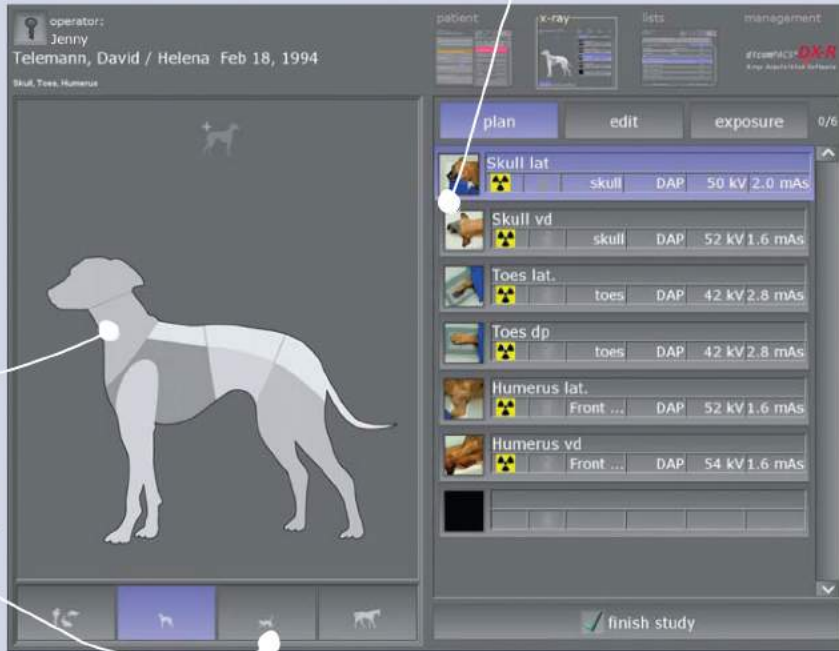 operator:
Jenny
Telemann, David / Helena Feb 18, 1994
Skull, Toes, Humerus
patient
x-ray
lists
management
dicomPACS® DX-R
X-ray Acquisition Software
plan
edit
exposure
0/6
Skull lat
skull DAP 50 kV 2.0 mAs
Skull vd
skull DAP 52 kV 1.6 mAs
Toes lat.
toes DAP 42 kV 2.8 mAs
Toes dp
toes DAP 42 kV 2.8 mAs
Humerus lat.
Front ... DAP 52 kV 1.6 mAs
Humerus vd
Front ... DAP 54 kV 1.6 mAs
finish study